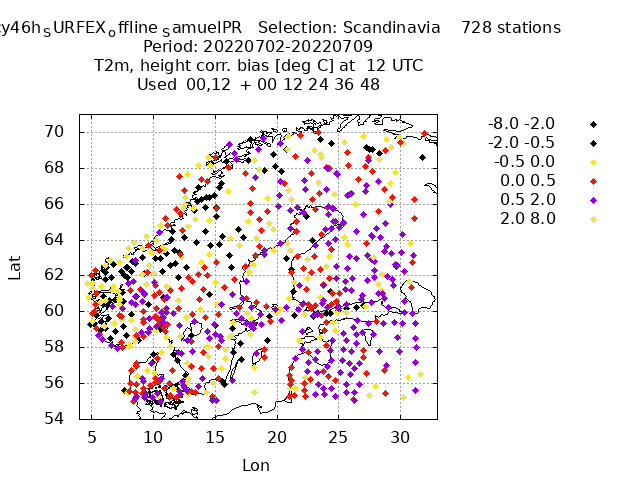 cy46h_SURFEX_offline_SamuelPR Selection: Scandinavia 728 stations
Period: 20220702-20220709
T2m, height corr. bias [deg C] at 12 UTC
Used 00,12 + 00 12 24 36 48
-8.0 -2.0
-2.0 -0.5
-0.5 0.0
0.0 0.5
0.5 2.0
2.0 8.0
70
68
66
64
62
60
58
56
54
Lat
5 10 15 20 25 30
Lon